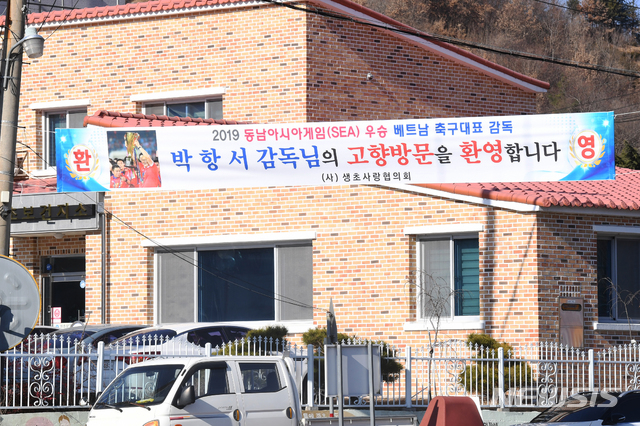 2019 동남아시아게임(SEA) 우승 베트남 축구대표 감독
환 박항서 감독님의 고향방문을 환영합니다 영
(사) 생초사랑협의회
NEWSIS